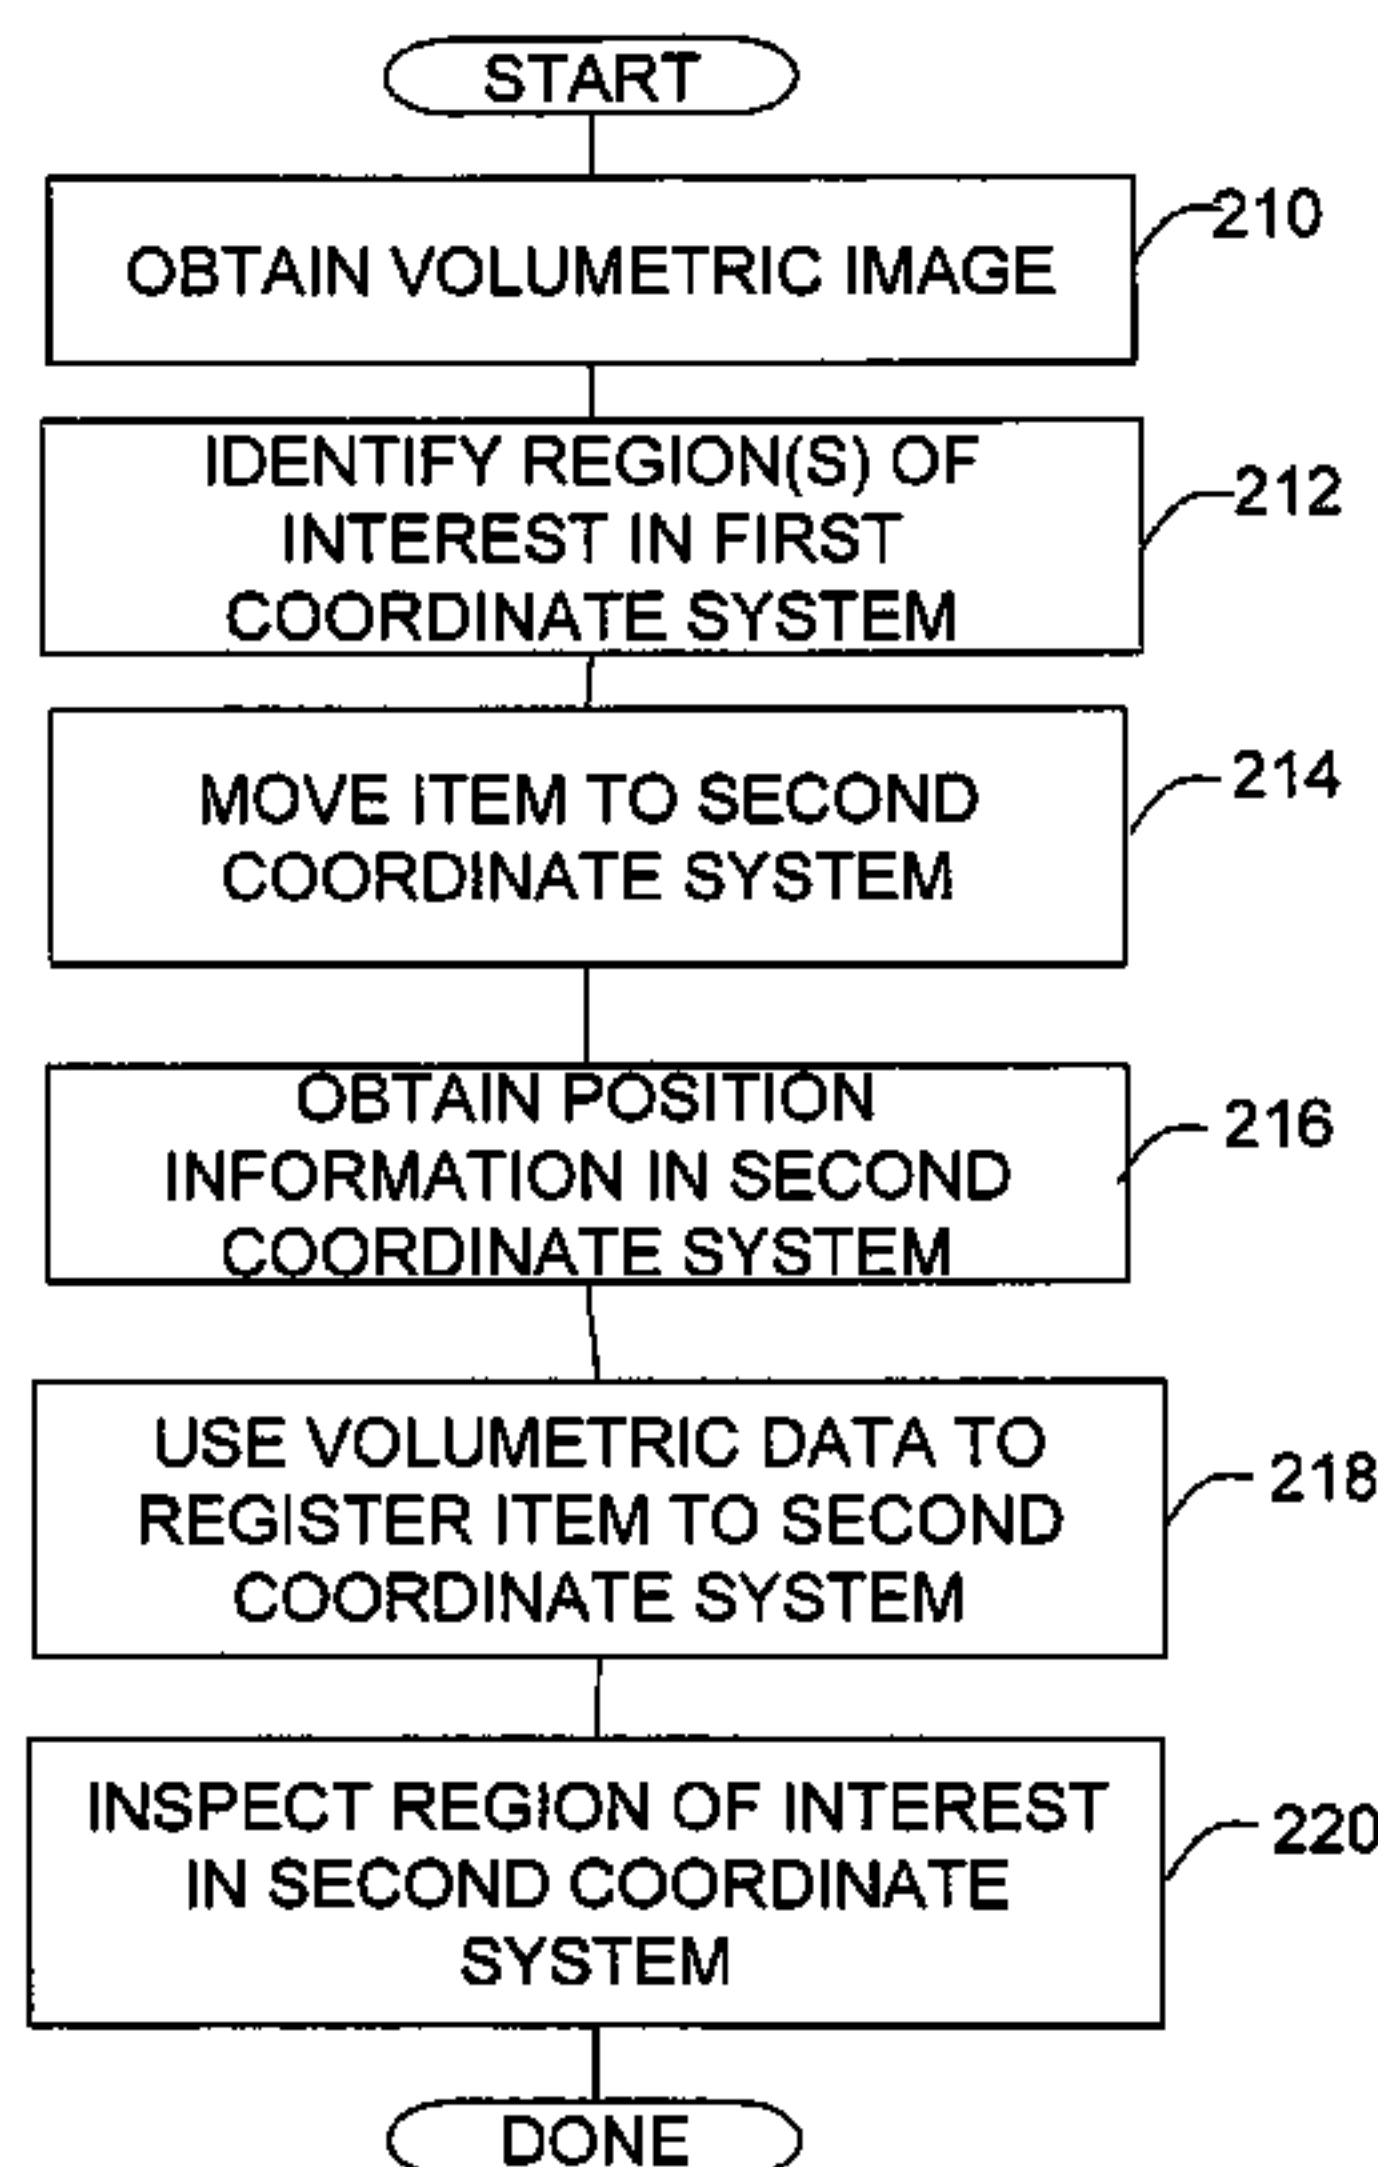 START
OBTAIN VOLUMETRIC IMAGE
210
IDENTIFY REGION(S) OF
INTEREST IN FIRST
COORDINATE SYSTEM
212
MOVE ITEM TO SECOND
COORDINATE SYSTEM
214
OBTAIN POSITION
INFORMATION IN SECOND
COORDINATE SYSTEM
216
USE VOLUMETRIC DATA TO
REGISTER ITEM TO SECOND
COORDINATE SYSTEM
218
INSPECT REGION OF INTEREST
IN SECOND COORDINATE
SYSTEM
220
DONE